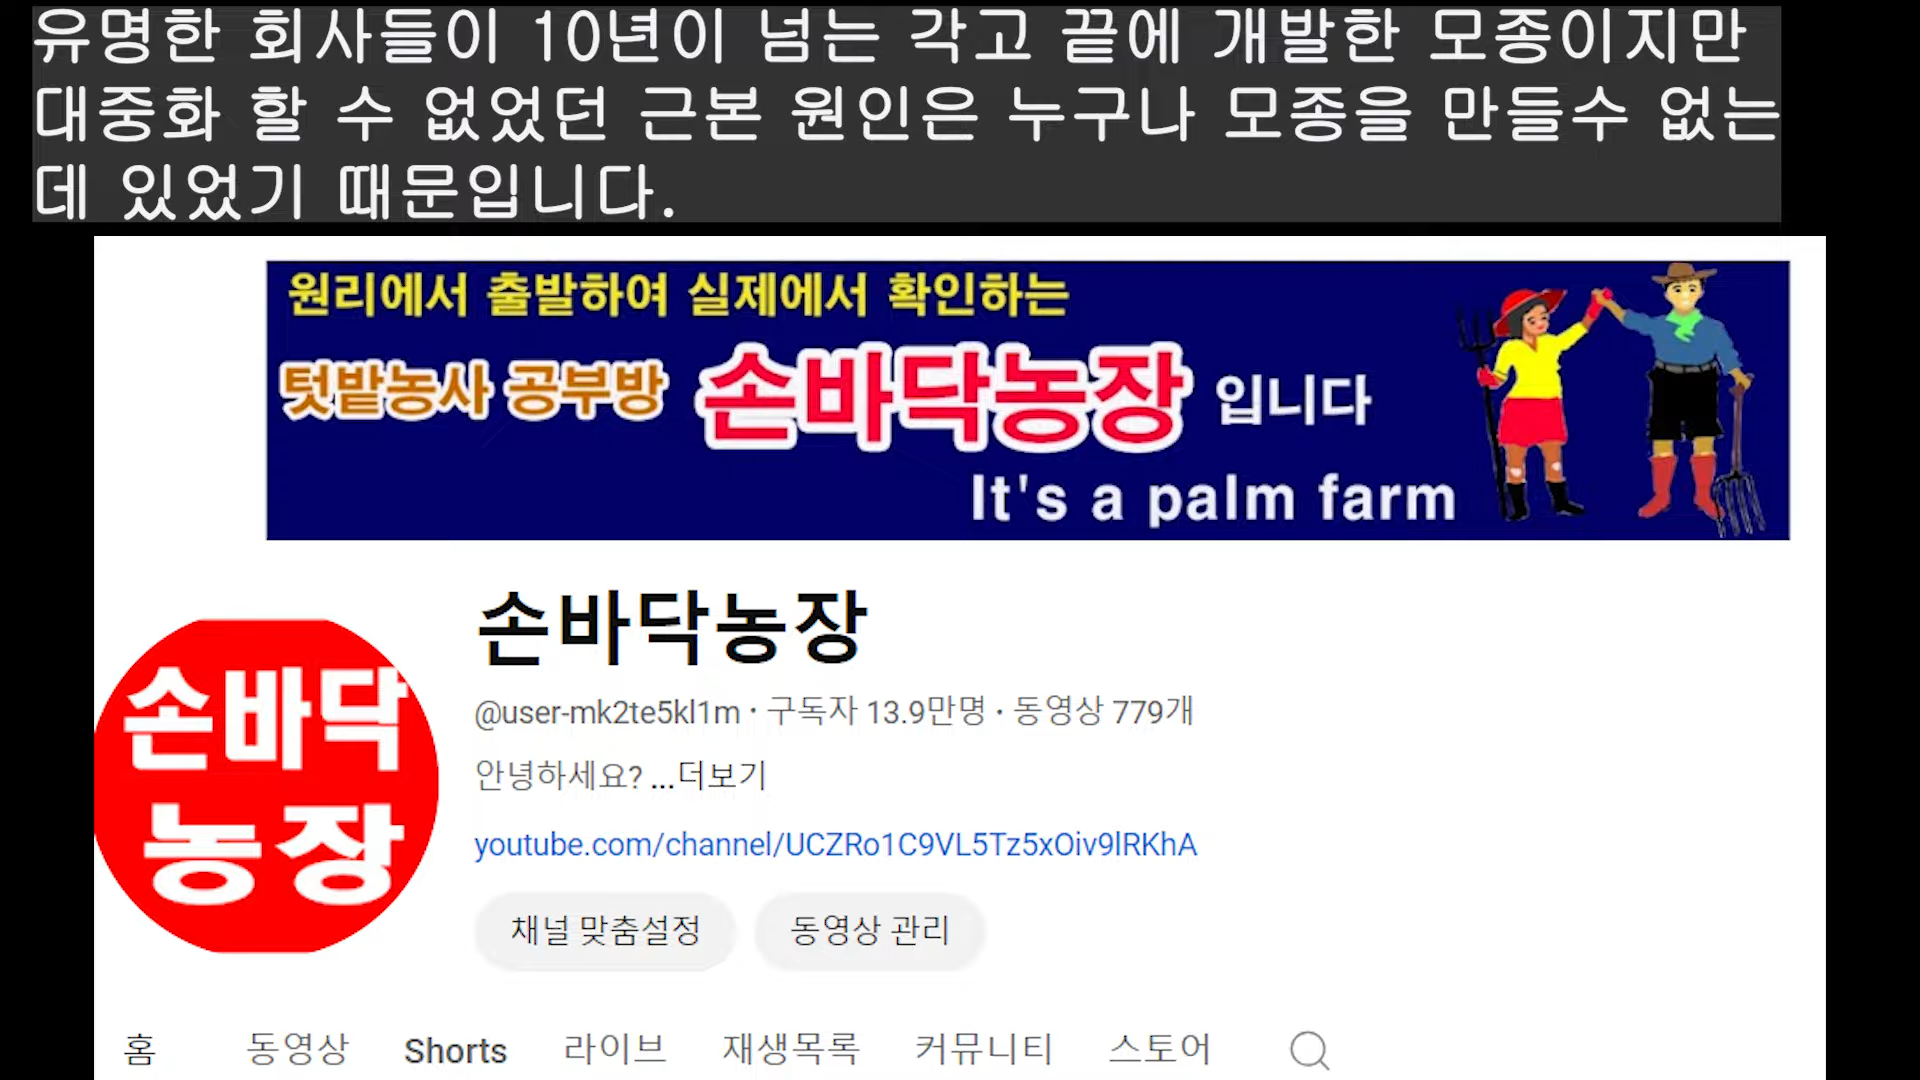 유명한 회사들이 10년이 넘는 각고 끝에 개발한 모종이지만
대중화 할 수 없었던 근본 원인은 누구나 모종을 만들수 없는
데 있었기 때문입니다.
원리에서 출발하여 실제에서 확인하는
텃밭농사 공부방 손바닥농장 입니다
It's a palm farm
손바닥농장
손바닥
농장
@user-mk2te5kl1m · 구독자 13.9만명 · 동영상 779개
안녕하세요? ...더보기
youtube.com/channel/UCZRo1C9VL5Tz5xOiv9lRKhA
채널 맞춤설정 동영상 관리
홈 동영상 Shorts 라이브 재생목록 커뮤니티 스토어